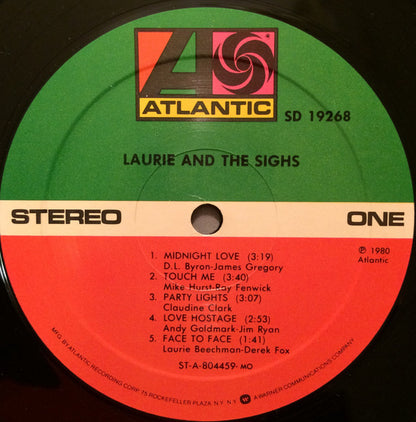 ATLANTIC
SD 19268
LAURIE AND THE SIGHS
STEREO
ONE
℗ 1980
Atlantic
1. MIDNIGHT LOVE (3:19)
D.L. Byron-James Gregory
2. TOUCH ME (3:40)
Mike Hurst-Ray Fenwick
3. PARTY LIGHTS (3:07)
Claudine Clark
4. LOVE HOSTAGE (2:53)
Andy Goldmark-Jim Ryan
5. FACE TO FACE (1:41)
Laurie Beechman-Derek Fox
ST-A-804459-MO
MFG. BY ATLANTIC RECORDING CORP. 75 ROCKEFELLER PLAZA, N.Y. N.Y. A WARNER COMMUNICATIONS COMPANY